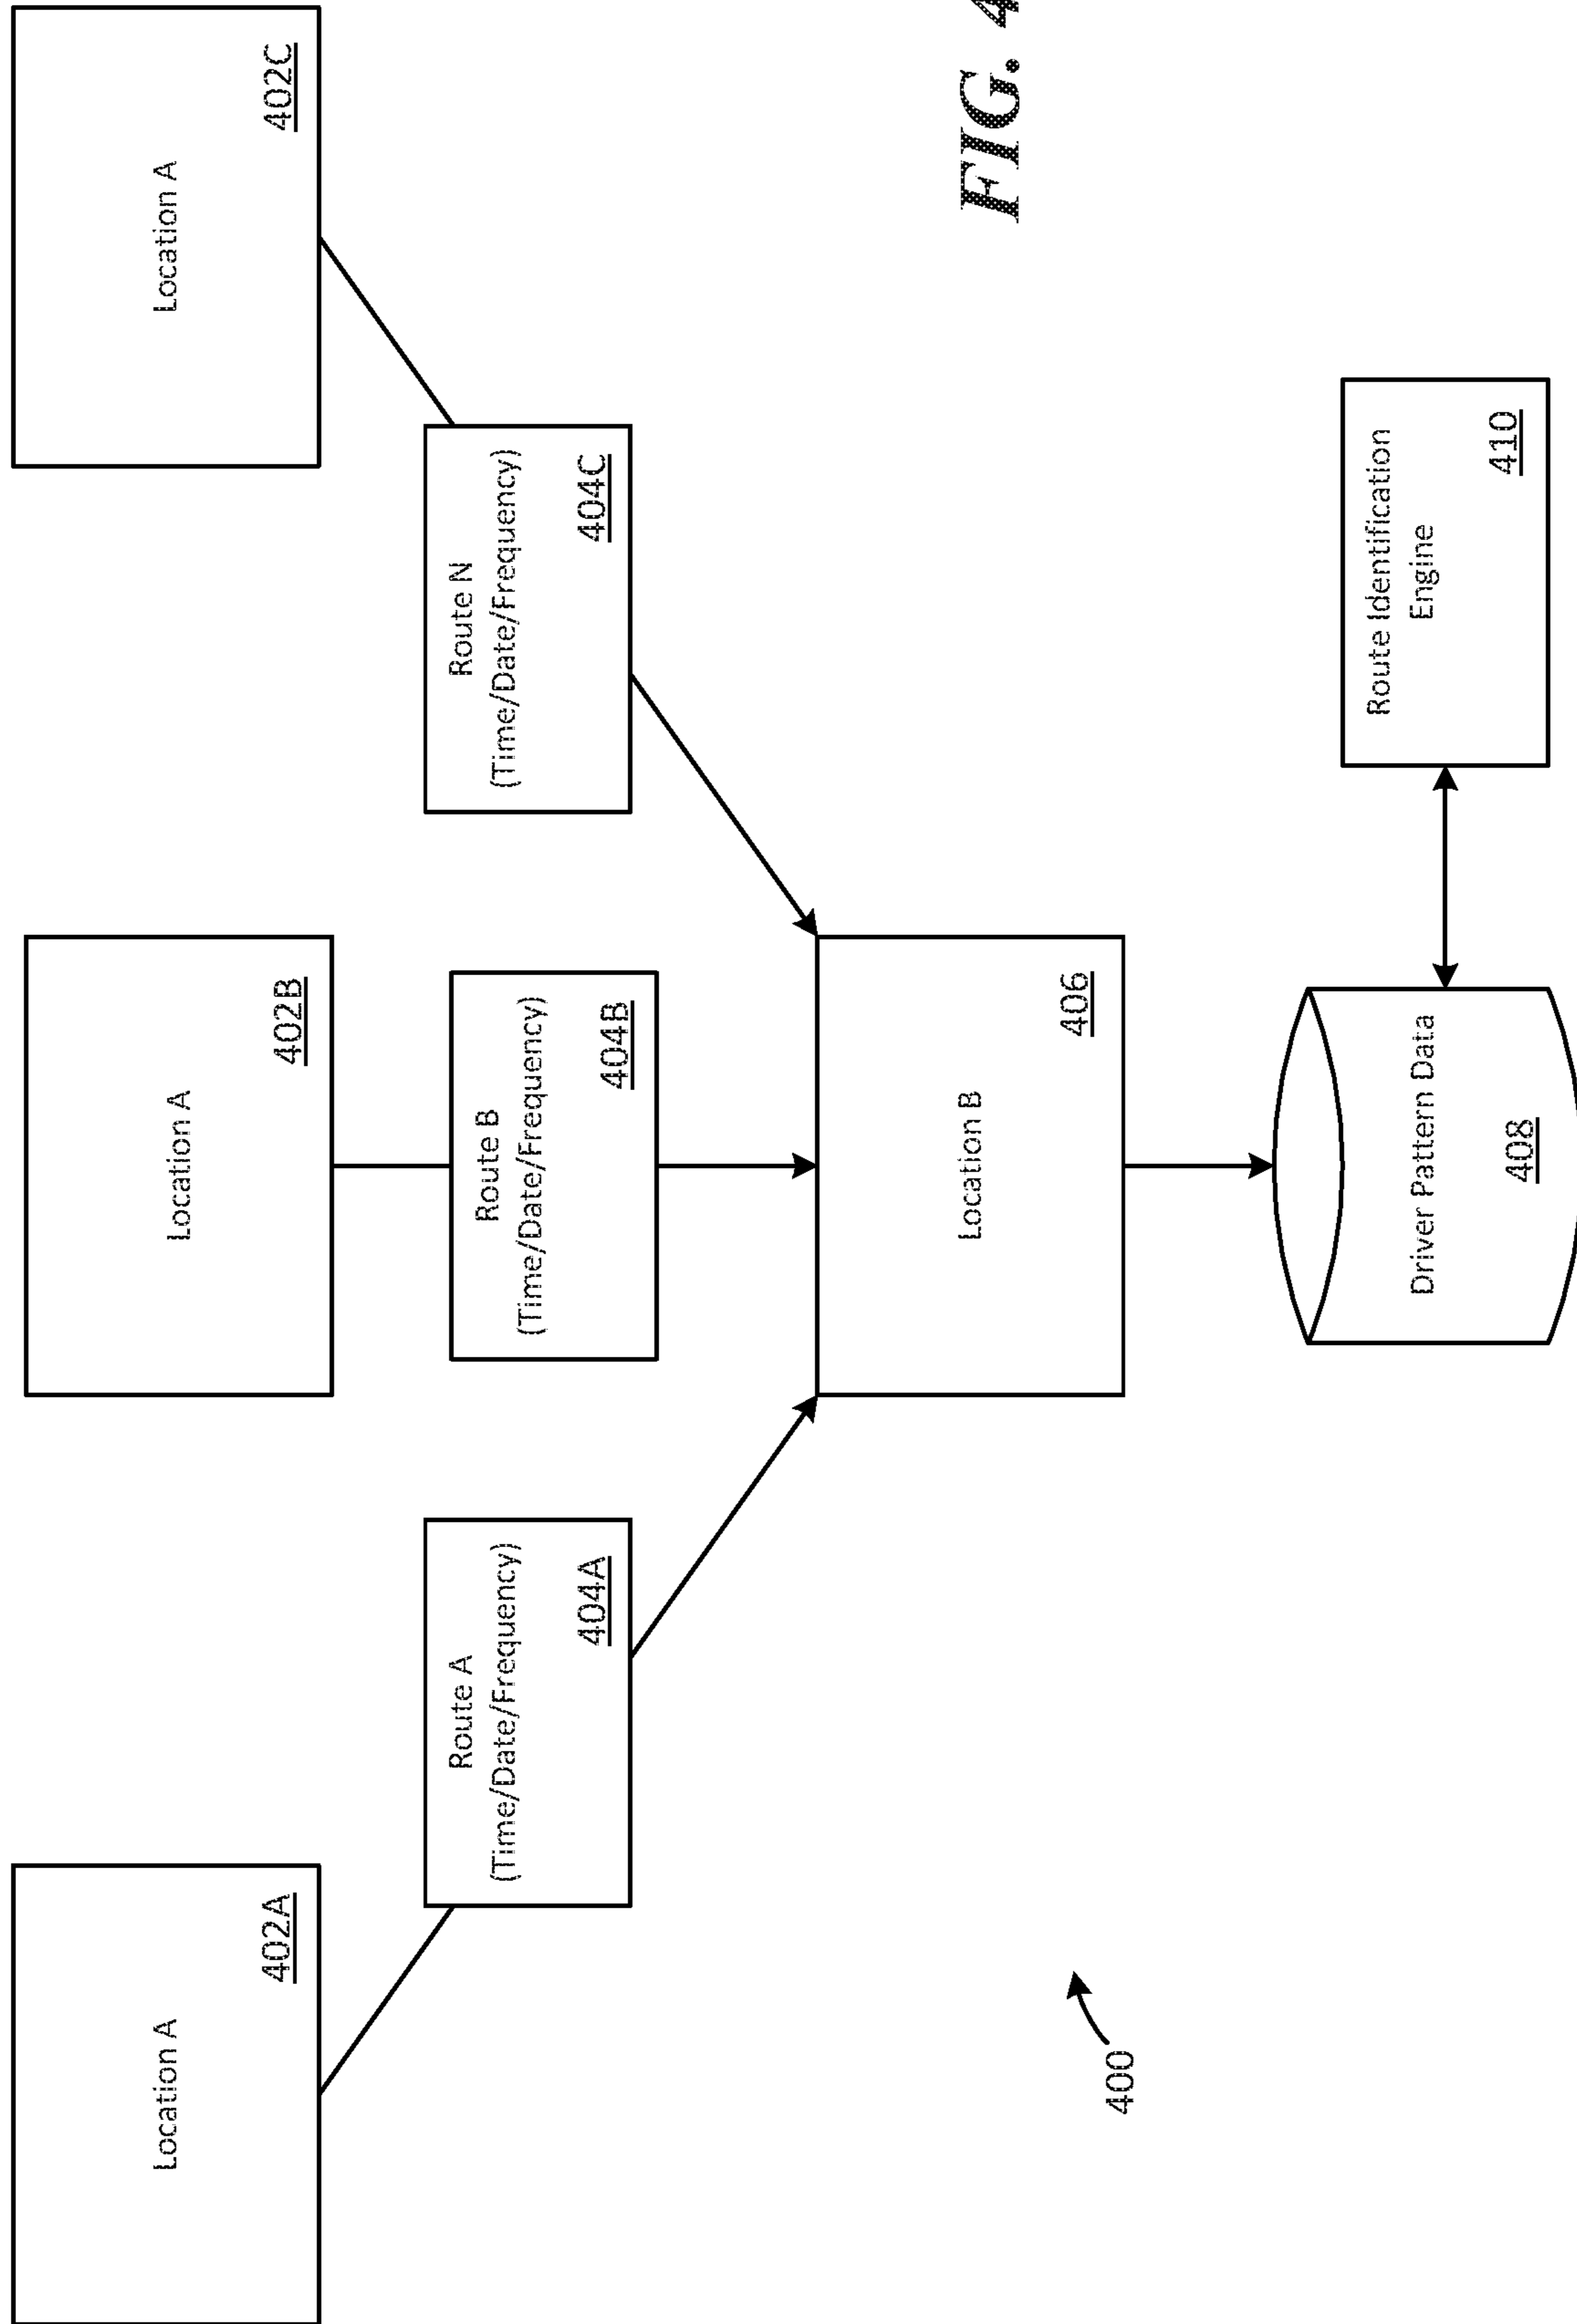 Location A
402A
Location A
402B
Location A
402C
Route A
(Time/Date/Frequency)
404A
Route B
(Time/Date/Frequency)
404B
Route N
(Time/Date/Frequency)
404C
Location B
406
400
FIG. 4
Driver Pattern Data
408
Route Identification
Engine
410